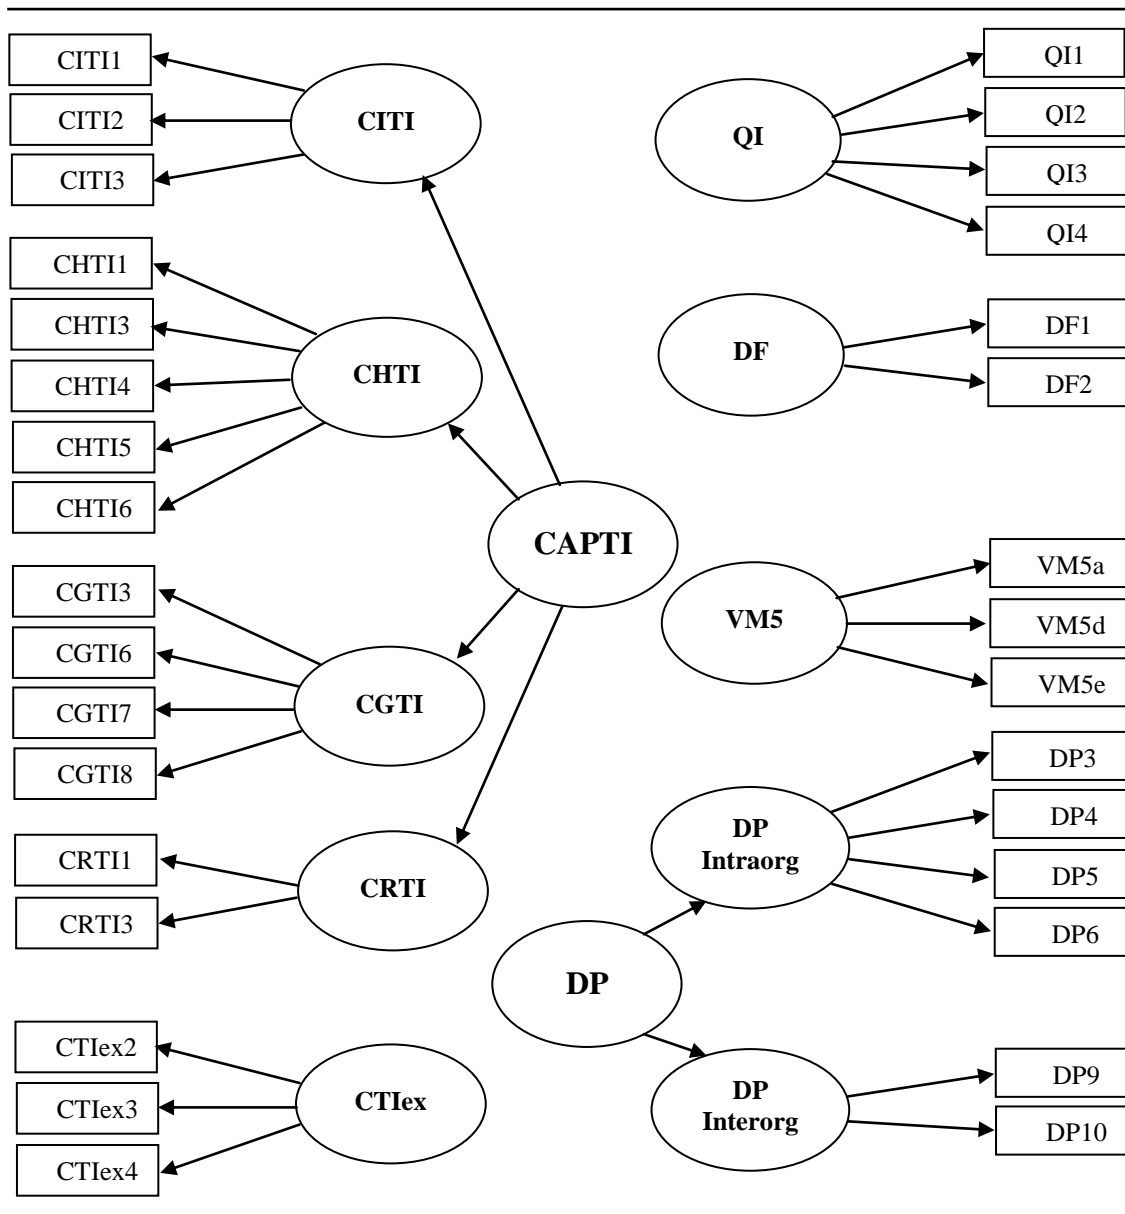 CITI1
CITI2
CITI3
CITI
CHTI1
CHTI3
CHTI4
CHTI5
CHTI6
CHTI
CAPTI
CGTI3
CGTI6
CGTI7
CGTI8
CGTI
CRTI1
CRTI3
CRTI
CTIex2
CTIex3
CTIex4
CTIex
QI
QI1
QI2
QI3
QI4
DF
DF1
DF2
VM5
VM5a
VM5d
VM5e
DP
Intraorg
DP3
DP4
DP5
DP6
DP
DP
Interorg
DP9
DP10